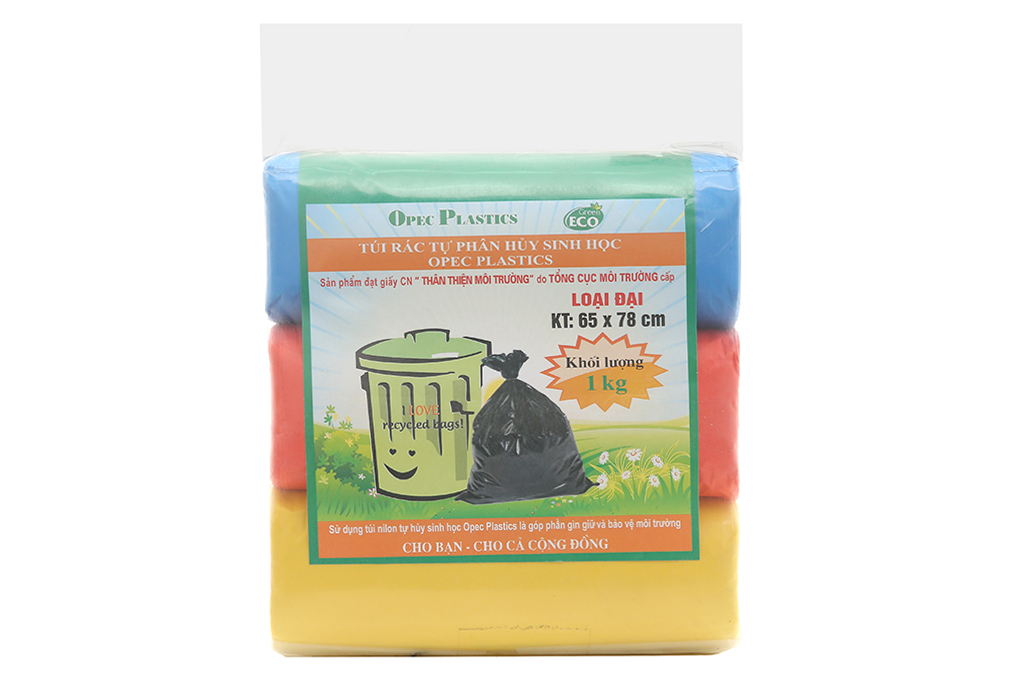 OPEC PLASTICS
Green
ECO
TÚI RÁC TỰ PHÂN HỦY SINH HỌC
OPEC PLASTICS
Sản phẩm đạt giấy CN " THÂN THIỆN MÔI TRƯỜNG" do TỔNG CỤC MÔI TRƯỜNG cấp
LOẠI ĐẠI
KT: 65 x 78 cm
Khối lượng
1 kg
I LOVE
recycled bags!
Sử dụng túi nilon tự hủy sinh học Opec Plastics là góp phần gìn giữ và bảo vệ môi trường
CHO BẠN - CHO CẢ CỘNG ĐỒNG